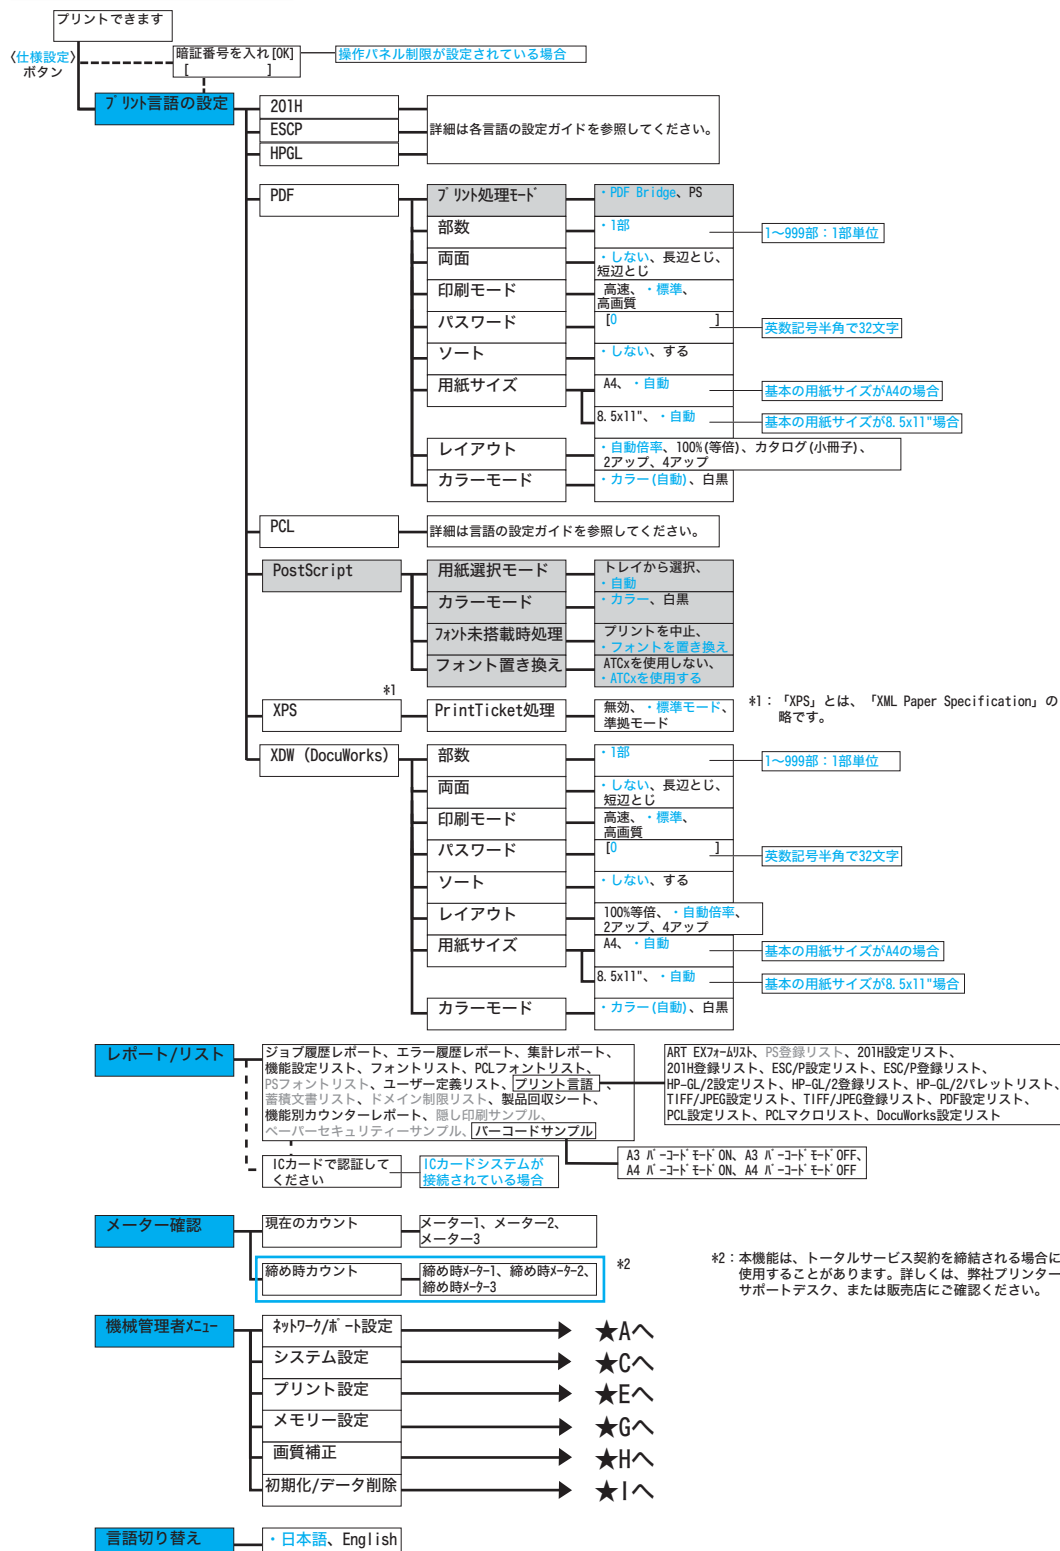 プリントできます
〈仕様設定〉
ボタン
暗証番号を入れ[OK]
[　　　　　　]
操作パネル制限が設定されている場合
プリント言語の設定
201H
ESCP
HPGL
詳細は各言語の設定ガイドを参照してください。
PDF
プリント処理モード
・PDF Bridge、PS
部数
・1部
1～999部：1部単位
両面
・しない、長辺とじ、
短辺とじ
印刷モード
高速、・標準、
高画質
パスワード
[0　　　　　　]
英数記号半角で32文字
ソート
・しない、する
用紙サイズ
A4、・自動
基本の用紙サイズがA4の場合
8.5x11"、・自動
基本の用紙サイズが8.5x11"場合
レイアウト
・自動倍率、100%(等倍)、カタログ(小冊子)、
2アップ、4アップ
カラーモード
・カラー(自動)、白黒
PCL
詳細は言語の設定ガイドを参照してください。
PostScript
用紙選択モード
トレイから選択、
・自動
カラーモード
・カラー、白黒
フォント未搭載時処理
プリントを中止、
・フォントを置き換え
フォント置き換え
ATCxを使用しない、
・ATCxを使用する
*1
XPS
PrintTicket処理
無効、・標準モード、
準拠モード
*1：「XPS」とは、「XML Paper Specification」の
略です。
XDW (DocuWorks)
部数
・1部
1～999部：1部単位
両面
・しない、長辺とじ、
短辺とじ
印刷モード
高速、・標準、
高画質
パスワード
[0　　　　　　]
英数記号半角で32文字
ソート
・しない、する
レイアウト
100%等倍、・自動倍率、
2アップ、4アップ
用紙サイズ
A4、・自動
基本の用紙サイズがA4の場合
8.5x11"、・自動
基本の用紙サイズが8.5x11"場合
カラーモード
・カラー(自動)、白黒
レポート/リスト
ジョブ履歴レポート、エラー履歴レポート、集計レポート、
機能設定リスト、フォントリスト、PCLフォントリスト、
PSフォントリスト、ユーザー定義リスト、プリント言語、
蓄積文書リスト、ドメイン制限リスト、製品回収シート、
機能別カウンターレポート、隠し印刷サンプル、
ペーパーセキュリティーサンプル、バーコードサンプル
ART EXフォームリスト、PS登録リスト、201H設定リスト、
201H登録リスト、ESC/P設定リスト、ESC/P登録リスト、
HP-GL/2設定リスト、HP-GL/2登録リスト、HP-GL/2パレットリスト、
TIFF/JPEG設定リスト、TIFF/JPEG登録リスト、PDF設定リスト、
PCL設定リスト、PCLマクロリスト、DocuWorks設定リスト
A3 バーコードモードON、A3 バーコードモードOFF、
A4 バーコードモードON、A4 バーコードモードOFF
ICカードで認証して
ください
ICカードシステムが
接続されている場合
メーター確認
現在のカウント
メーター1、メーター2、
メーター3
締め時カウント
締め時メーター1、締め時メーター2、
締め時メーター3
*2
*2：本機能は、トータルサービス契約を締結される場合に
使用することがあります。詳しくは、弊社プリンター
サポートデスク、または販売店にご確認ください。
機械管理者メニュー
ネットワーク/ポート設定
★Aへ
システム設定
★Cへ
プリント設定
★Eへ
メモリー設定
★Gへ
画質補正
★Hへ
初期化/データ削除
★Iへ
言語切り替え
・日本語、English